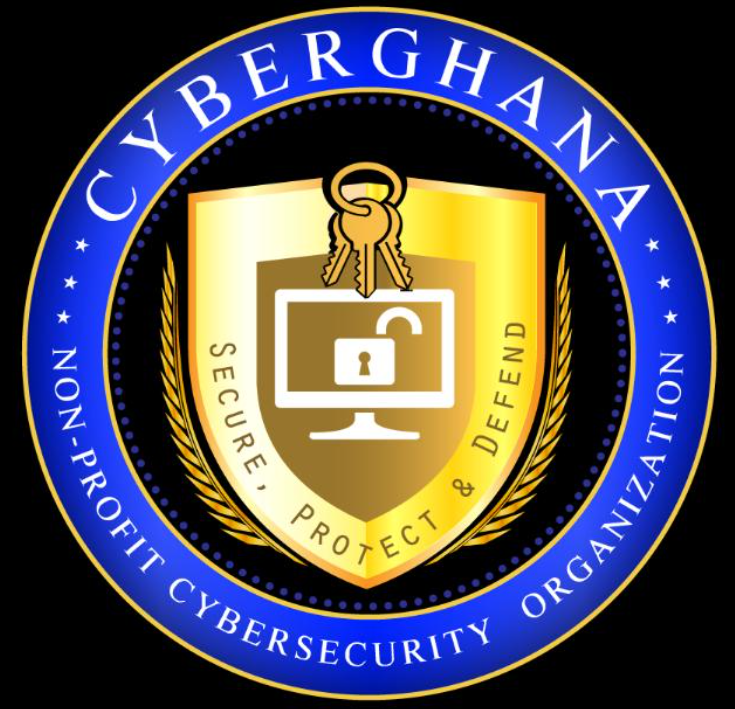 CYBERGHANA
SECURE, PROTECT & DEFEND
NON-PROFIT CYBERSECURITY ORGANIZATION